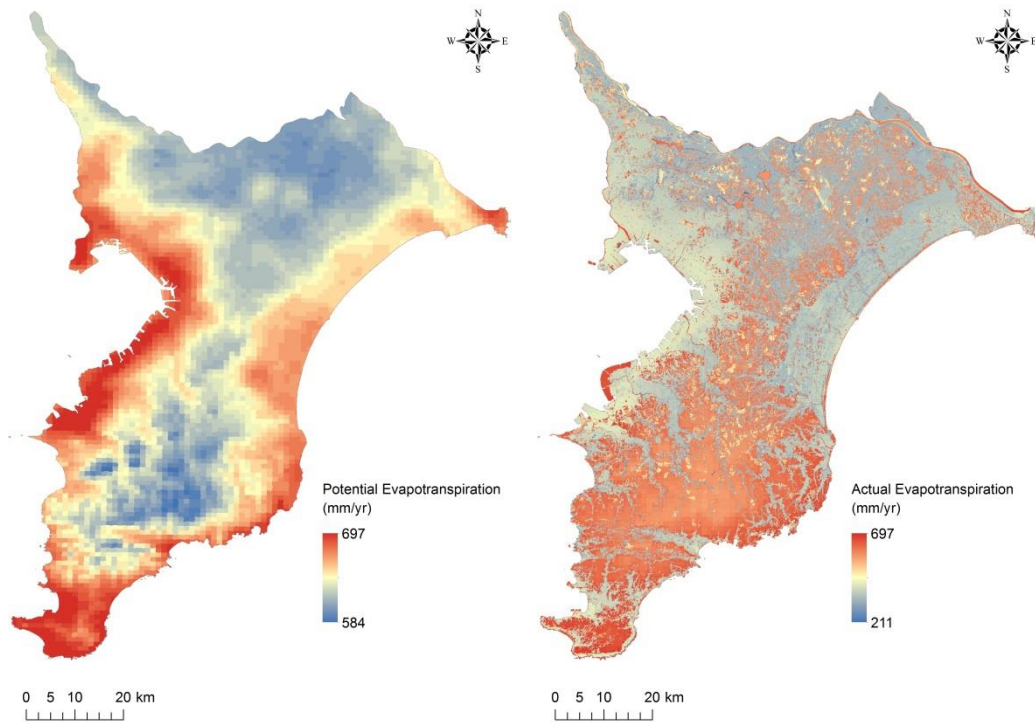 N
W E
S
Potential Evapotranspiration
(mm/yr)
697
584
0 5 10 20 km
N
W E
S
Actual Evapotranspiration
(mm/yr)
697
211
0 5 10 20 km